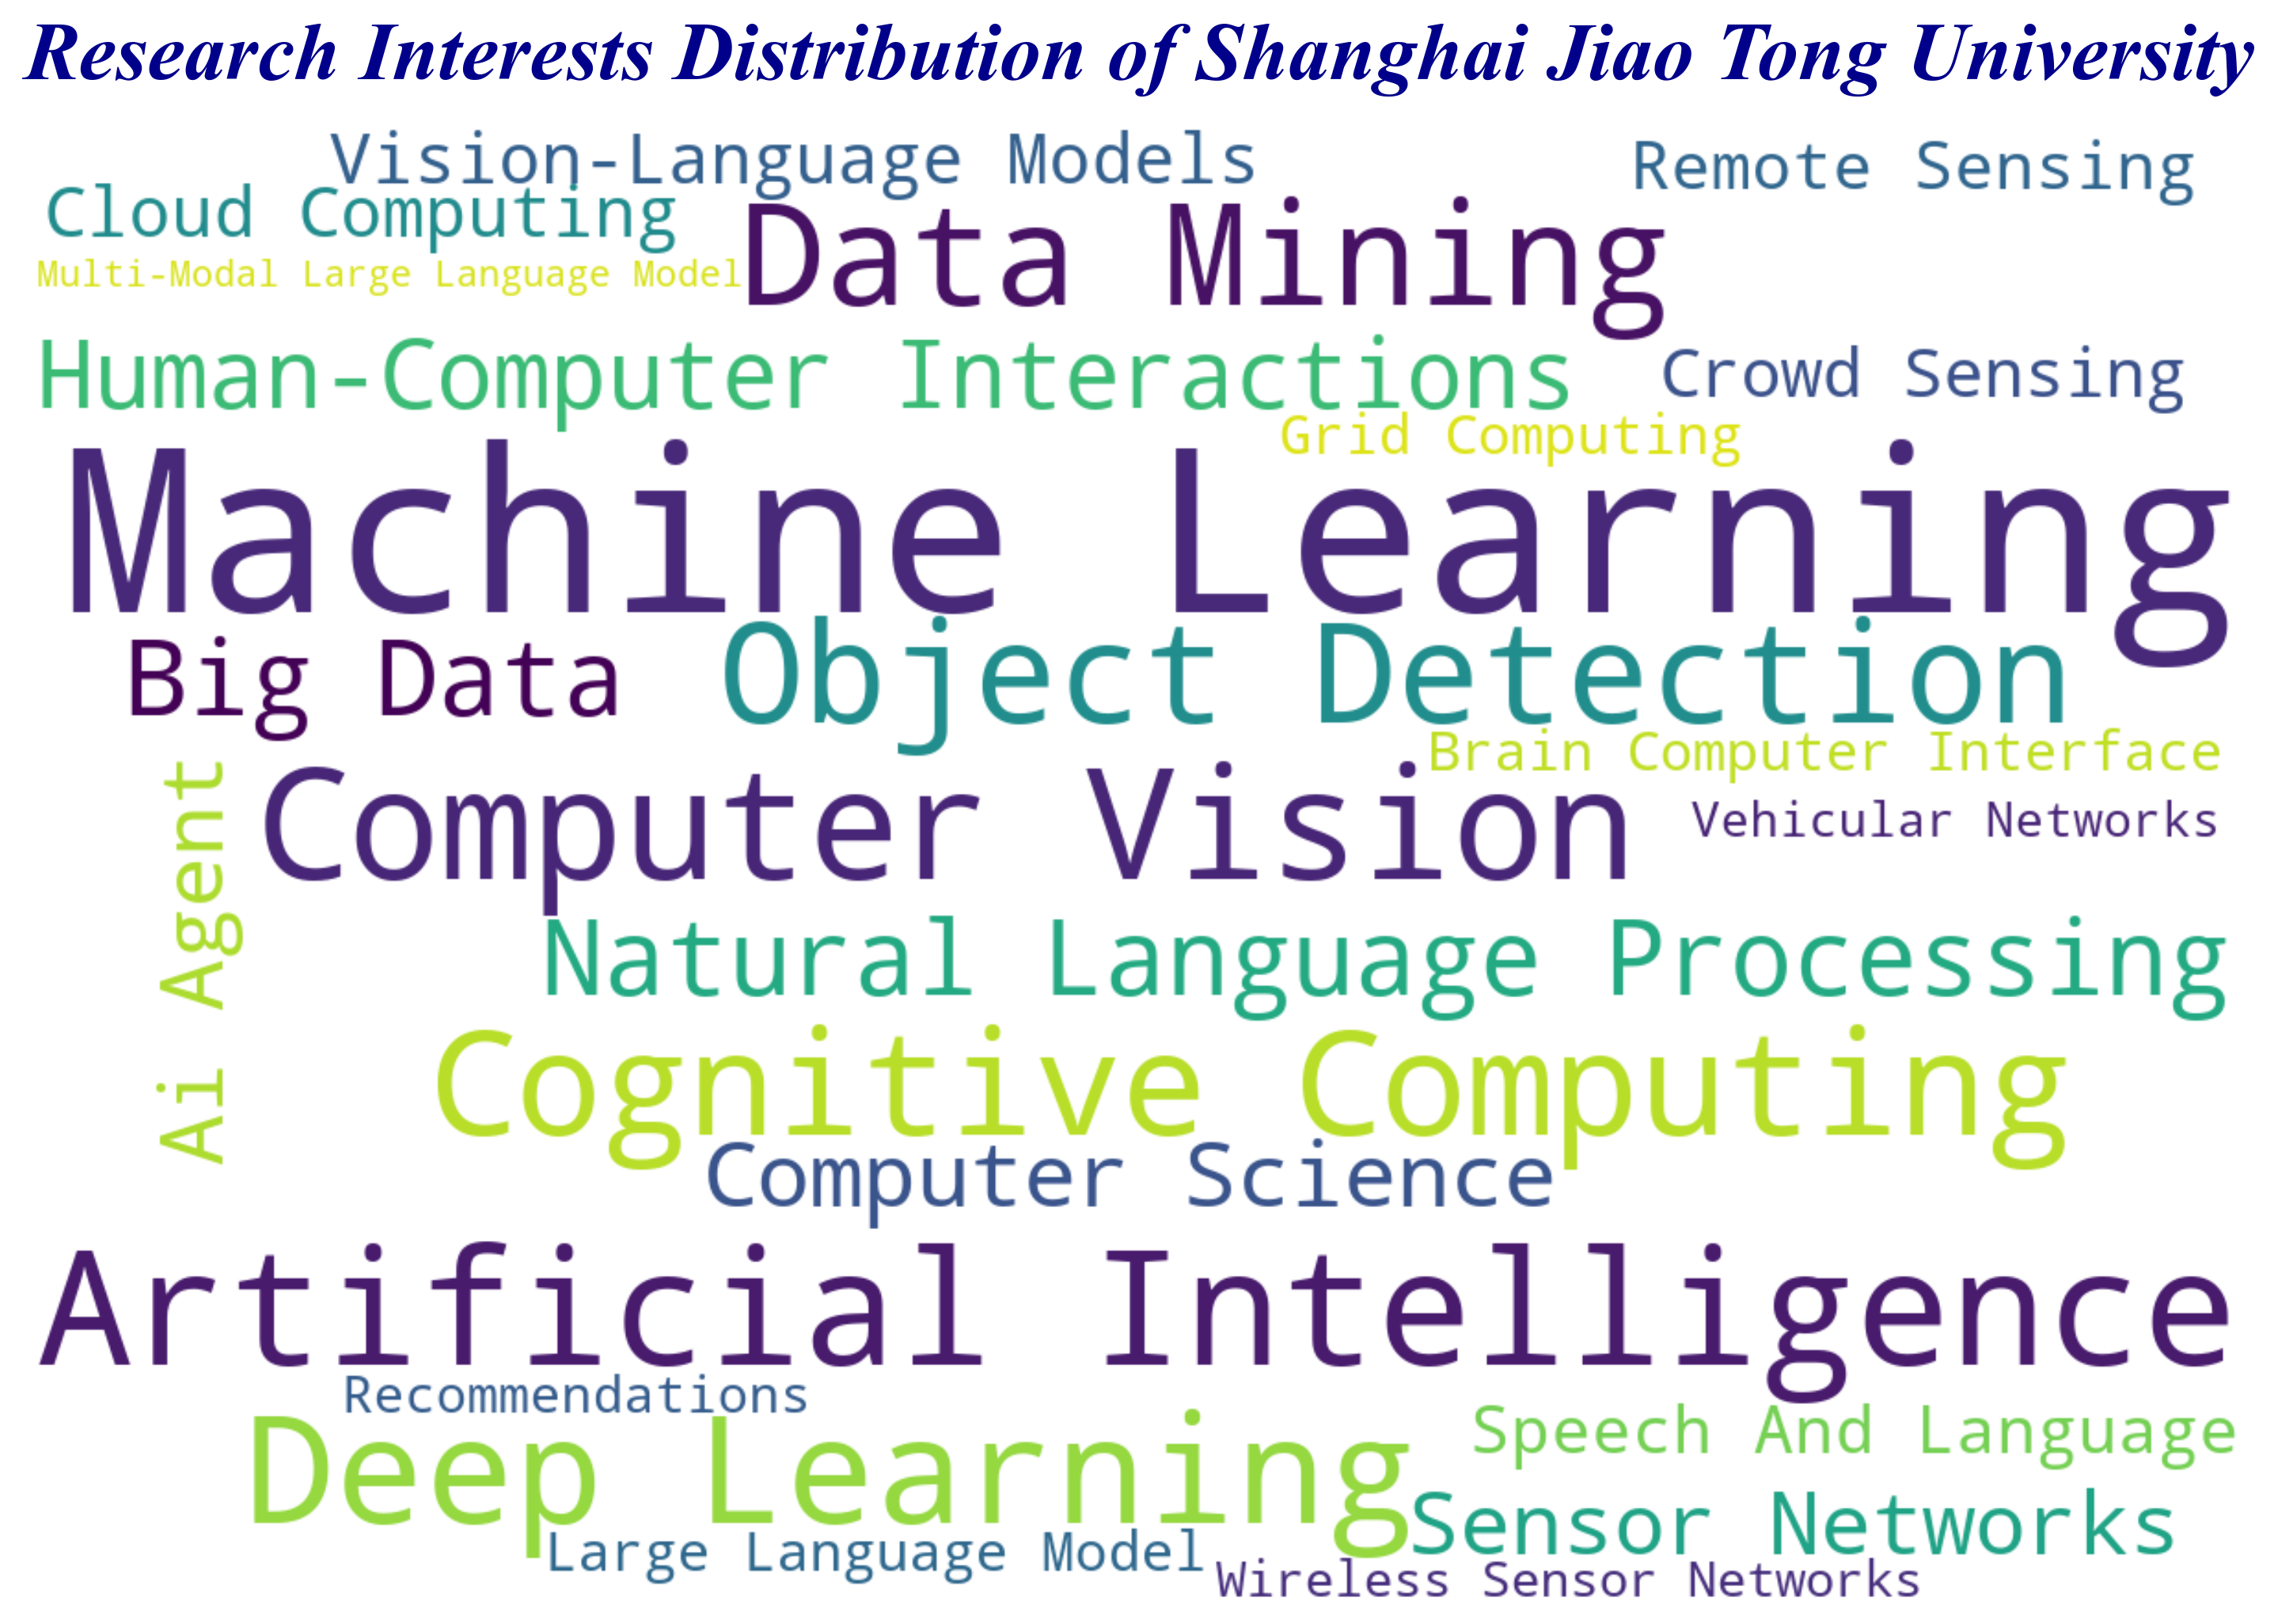 Research Interests Distribution of Shanghai Jiao Tong University
Vision-Language Models
Remote Sensing
Cloud Computing
Data Mining
Multi-Modal Large Language Model
Human-Computer Interactions
Crowd Sensing
Grid Computing
Machine Learning
Big Data
Object Detection
Brain Computer Interface
Ai Agent
Computer Vision
Vehicular Networks
Natural Language Processing
Cognitive Computing
Computer Science
Artificial Intelligence
Recommendations
Deep Learning
Speech And Language
Sensor Networks
Large Language Model
Wireless Sensor Networks